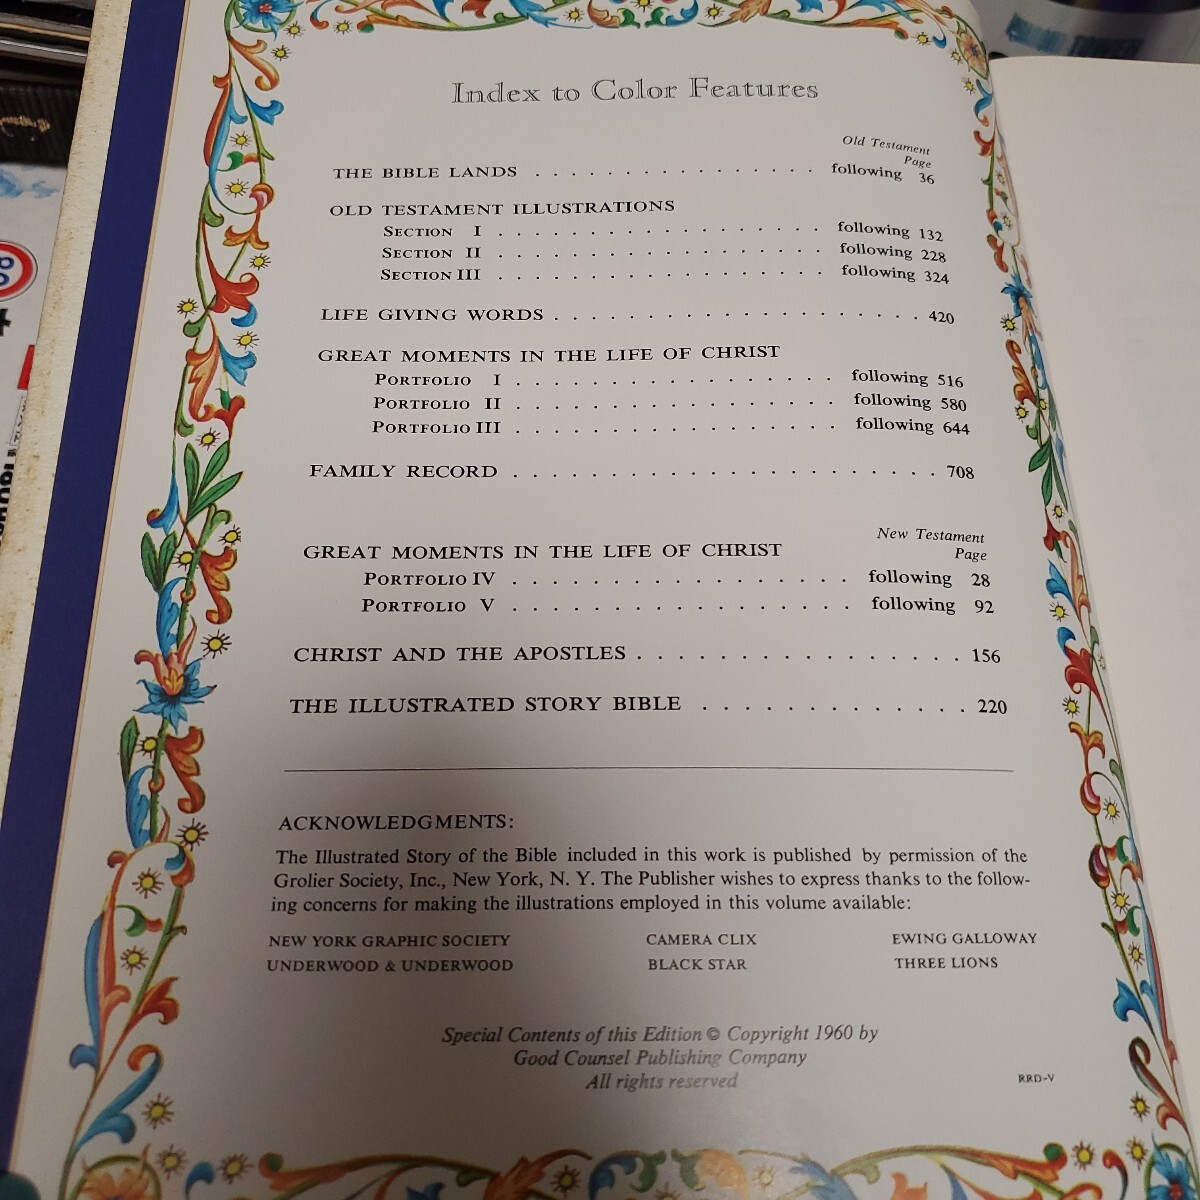 Index to Color Features
Old Testament
Page
THE BIBLE LANDS . . . . . . . . . . . . . . . following 36
OLD TESTAMENT ILLUSTRATIONS
SECTION I . . . . . . . . . . . . . . . . . following 132
SECTION II . . . . . . . . . . . . . . . . . following 228
SECTION III . . . . . . . . . . . . . . . . . following 324
LIFE GIVING WORDS . . . . . . . . . . . . . . . . . . . . 420
GREAT MOMENTS IN THE LIFE OF CHRIST
PORTFOLIO I . . . . . . . . . . . . . . . . . following 516
PORTFOLIO II . . . . . . . . . . . . . . . . . following 580
PORTFOLIO III . . . . . . . . . . . . . . . . . following 644
FAMILY RECORD . . . . . . . . . . . . . . . . . . . . . . . 708
New Testament
Page
GREAT MOMENTS IN THE LIFE OF CHRIST
PORTFOLIO IV . . . . . . . . . . . . . . . . . following 28
PORTFOLIO V . . . . . . . . . . . . . . . . . following 92
CHRIST AND THE APOSTLES . . . . . . . . . . . . . . . . 156
THE ILLUSTRATED STORY BIBLE . . . . . . . . . . . . . 220
ACKNOWLEDGMENTS:
The Illustrated Story of the Bible included in this work is published by permission of the
Grolier Society, Inc., New York, N. Y. The Publisher wishes to express thanks to the follow-
ing concerns for making the illustrations employed in this volume available:
NEW YORK GRAPHIC SOCIETY CAMERA CLIX EWING GALLOWAY
UNDERWOOD & UNDERWOOD BLACK STAR THREE LIONS
Special Contents of this Edition © Copyright 1960 by
Good Counsel Publishing Company
All rights reserved
RRD-V